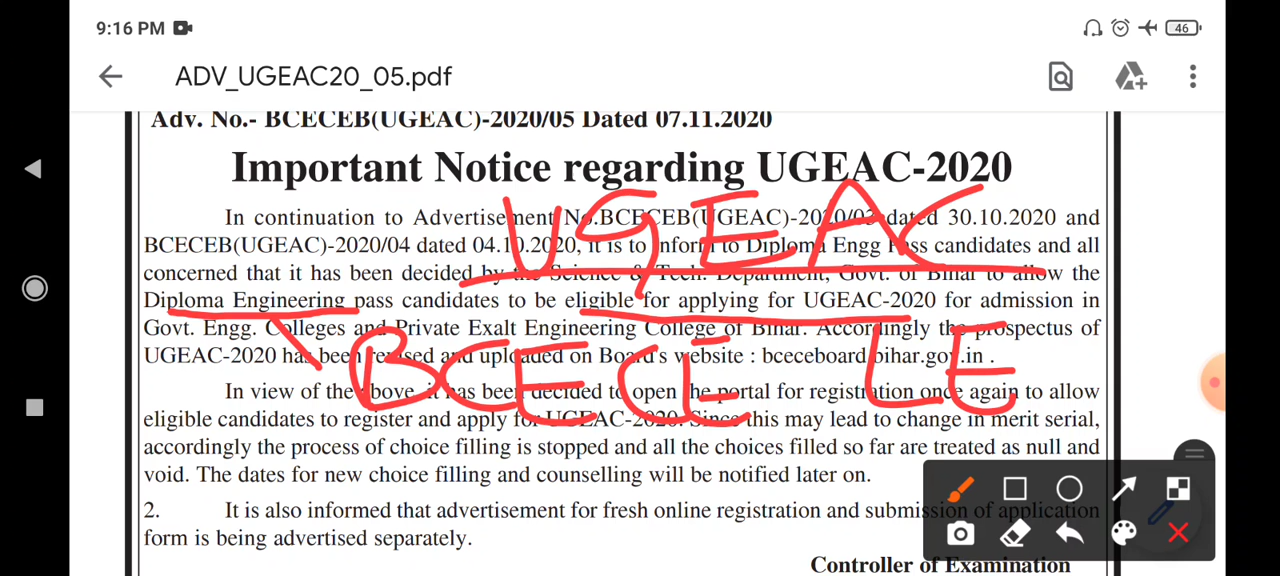 9:16 PM 46
ADV_UGEAC20_05.pdf
Adv. No.- BCECEB(UGEAC)-2020/05 Dated 07.11.2020
Important Notice regarding UGEAC-2020
In continuation to Advertisement No.BCECEB(UGEAC)-2020/03 dated 30.10.2020 and
BCECEB(UGEAC)-2020/04 dated 04.10.2020, it is to inform to Diploma Engg Pass candidates and all
concerned that it has been decided by the Science & Tech. Department, Govt. of Bihar to allow the
Diploma Engineering pass candidates to be eligible for applying for UGEAC-2020 for admission in
Govt. Engg. Colleges and Private Exalt Engineering College of Bihar. Accordingly the prospectus of
UGEAC-2020 has been revised and uploaded on Board's website : bceceboard.bihar.gov.in .
In view of the above, it has been decided to open the portal for registration once again to allow
eligible candidates to register and apply for UGEAC-2020. Since this may lead to change in merit serial,
accordingly the process of choice filling is stopped and all the choices filled so far are treated as null and
void. The dates for new choice filling and counselling will be notified later on.
2. It is also informed that advertisement for fresh online registration and submission of application
form is being advertised separately.
Controller of Examination
UGEAC
BCECE LE